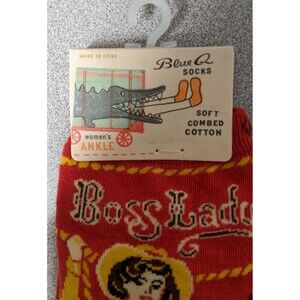 MADE IN CHINA
Blue Q
SOCKS
SOFT
COMBED
COTTON
women's
ANKLE
Boss Lady